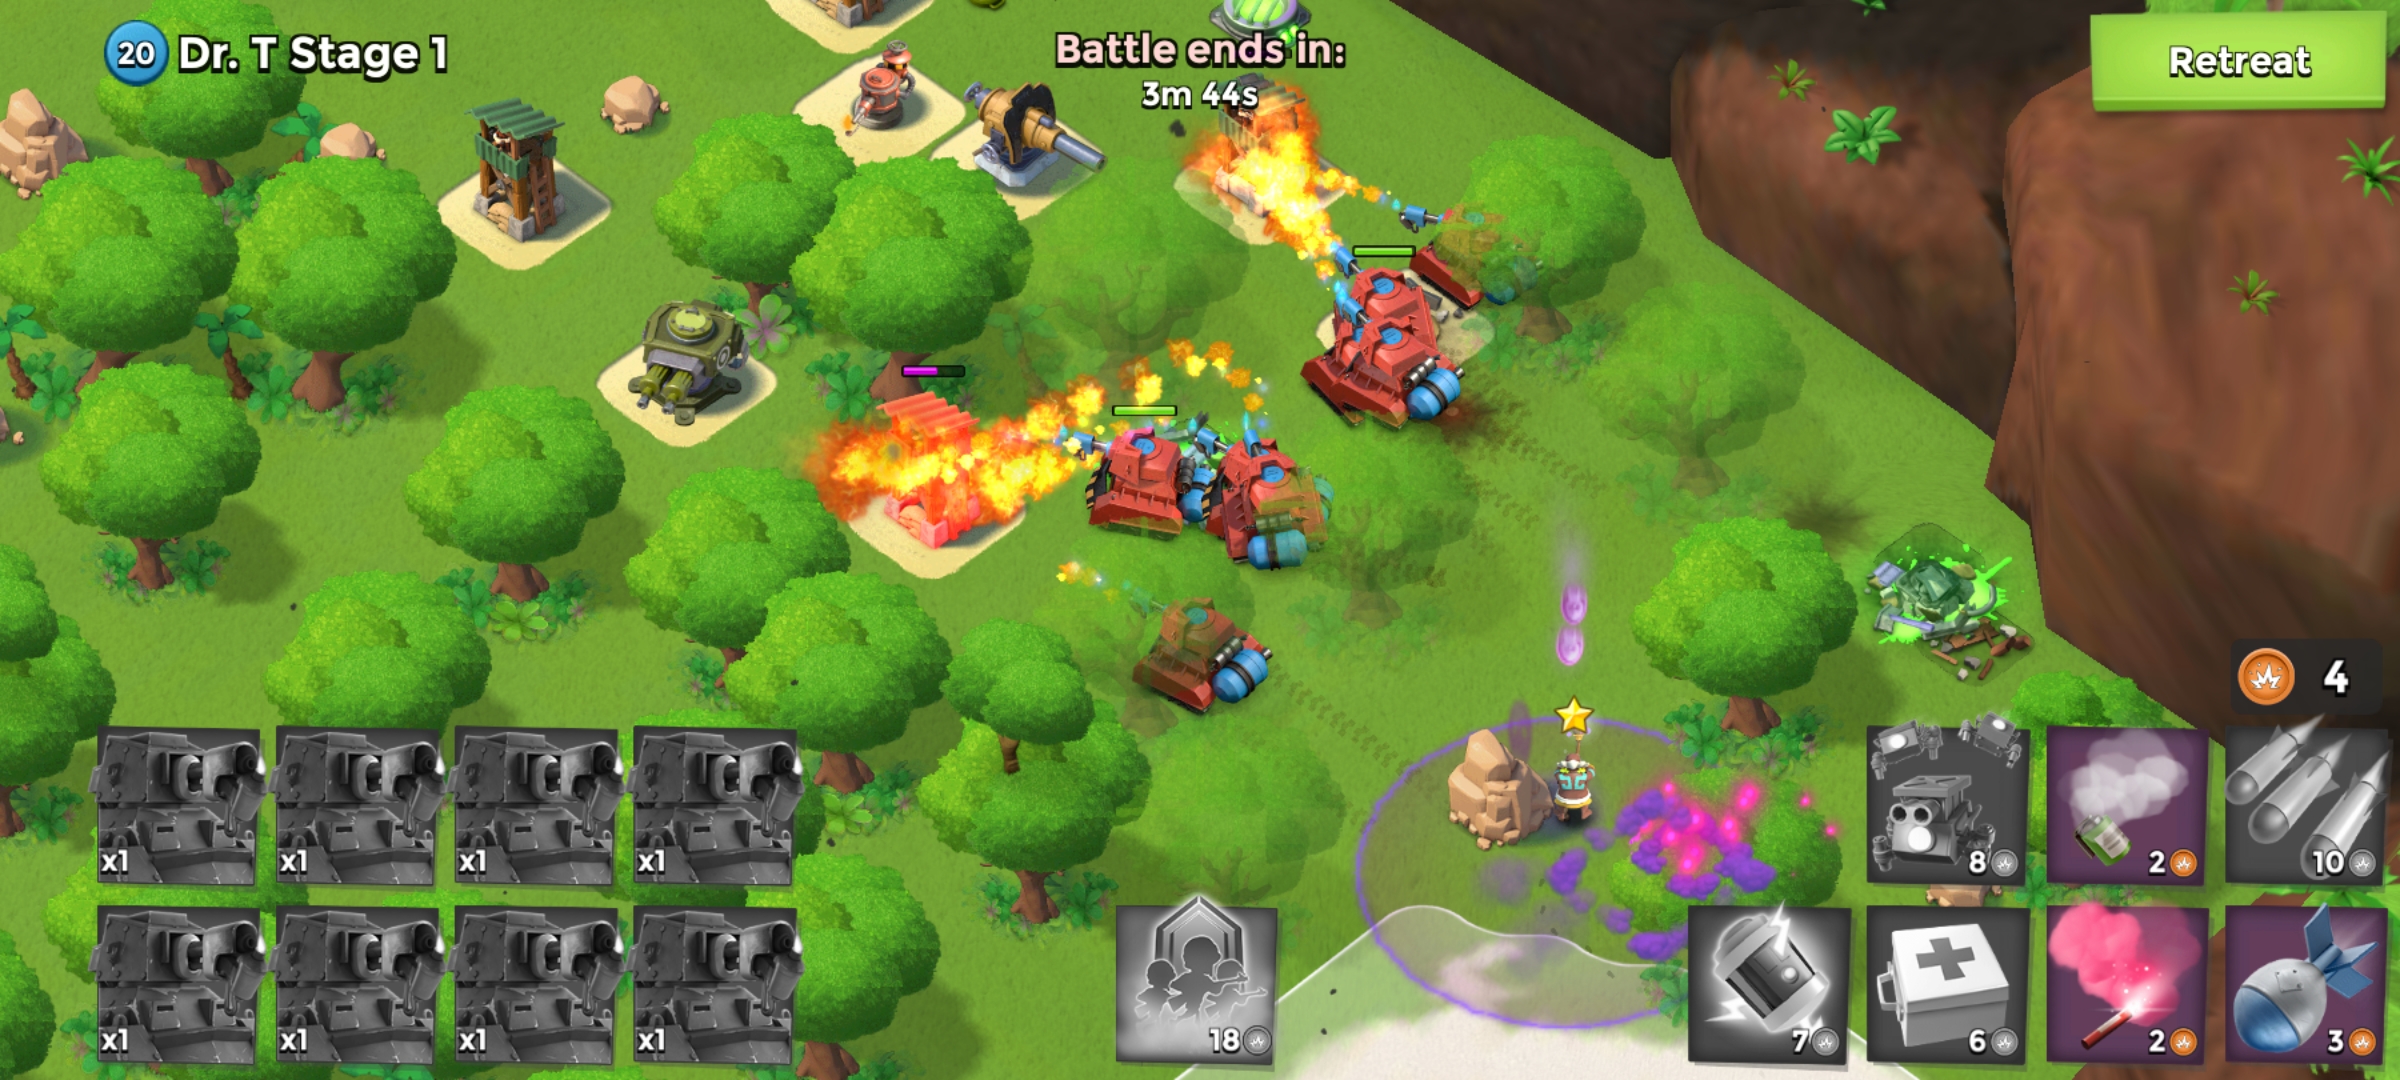 20 Dr. T Stage 1
Battle ends in:
3m 44s
Retreat
4
x1 x1 x1 x1
8 2 10
x1 x1 x1 x1
18 7 6 2 3